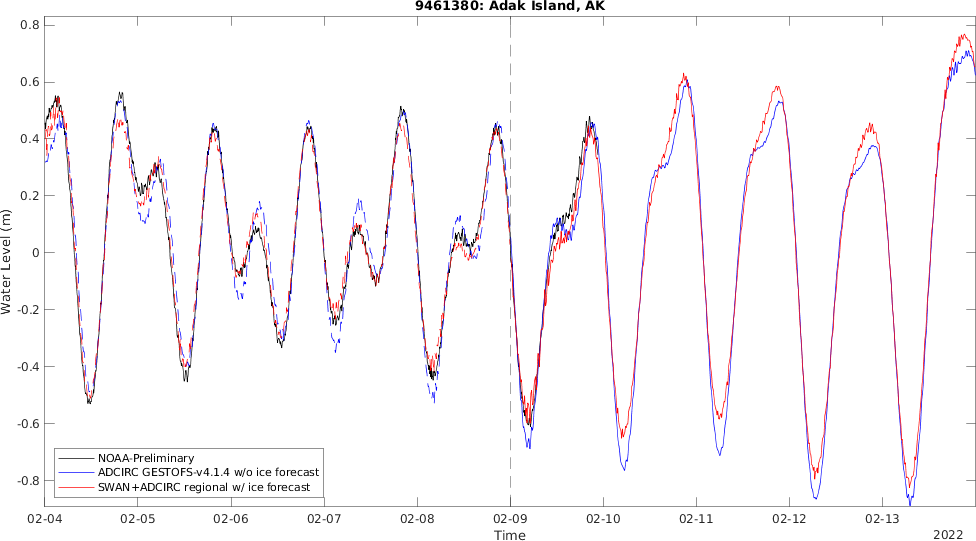 9461380: Adak Island, AK
0.8
0.6
0.4
0.2
0
-0.2
-0.4
-0.6
-0.8
Water Level (m)
NOAA-Preliminary
ADCIRC GESTOFS-v4.1.4 w/o ice forecast
SWAN+ADCIRC regional w/ ice forecast
02-04 02-05 02-06 02-07 02-08 02-09 02-10 02-11 02-12 02-13
Time
2022